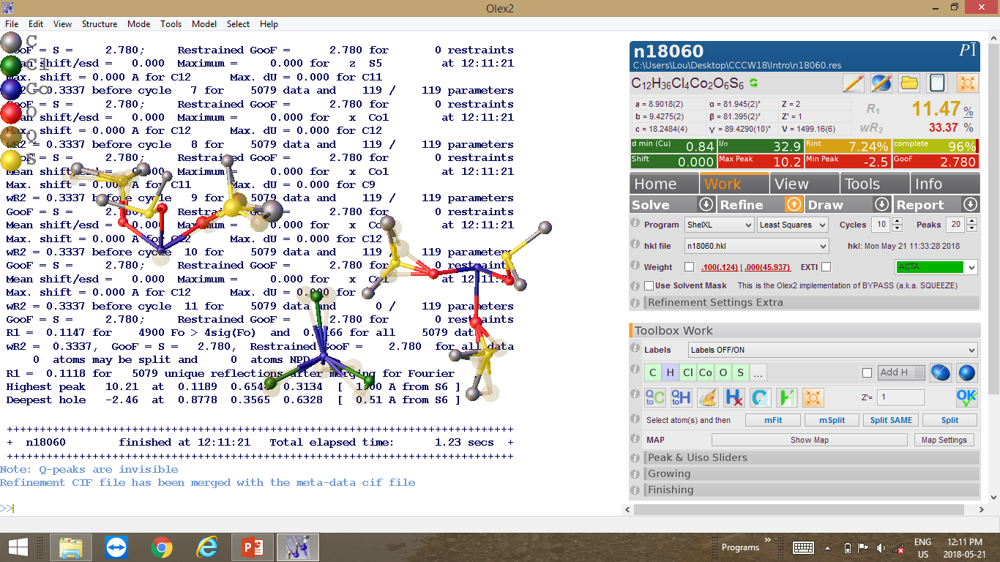 Olex2
File Edit View Structure Mode Tools Model Select Help
C
Cl
Co
O
Q
S
GooF = S = 2.780; Restrained GooF = 2.780 for 0 restraints
Mean shift/esd = 0.000 Maximum = 0.000 for z S5 at 12:11:21
Max. shift = 0.000 A for C12 Max. dU = 0.000 for C11
wR2 = 0.3337 before cycle 7 for 5079 data and 119 / 119 parameters
GooF = S = 2.780; Restrained GooF = 2.780 for 0 restraints
Mean shift/esd = 0.000 Maximum = 0.000 for x Co1 at 12:11:21
Max. shift = 0.000 A for C12 Max. dU = 0.000 for C12
wR2 = 0.3337 before cycle 8 for 5079 data and 119 / 119 parameters
GooF = S = 2.780; Restrained GooF = 2.780 for 0 restraints
Mean shift/esd = 0.000 Maximum = 0.000 for x Co1 at 12:11:21
Max. shift = 0.000 A for C11 Max. dU = 0.000 for C9
wR2 = 0.3337 before cycle 9 for 5079 data and 119 / 119 parameters
GooF = S = 2.780; Restrained GooF = 2.780 for 0 restraints
Mean shift/esd = 0.000 Maximum = 0.000 for x Co1 at 12:11:21
Max. shift = 0.000 A for C12 Max. dU = 0.000 for C12
wR2 = 0.3337 before cycle 10 for 5079 data and 119 / 119 parameters
GooF = S = 2.780; Restrained GooF = 2.780 for 0 restraints
Mean shift/esd = 0.000 Maximum = 0.000 for x Co1 at 12:11:21
Max. shift = 0.000 A for C12 Max. dU = 0.000 for
wR2 = 0.3337 before cycle 11 for 5079 data and 0 / 119 parameters
GooF = S = 2.780; Restrained GooF = 2.780 for 0 restraints
R1 = 0.1147 for 4900 Fo > 4sig(Fo) and 0.1166 for all 5079 data
wR2 = 0.3337, GooF = S = 2.780, Restrained GooF = 2.780 for all data
0 atoms may be split and 0 atoms NPD
R1 = 0.1118 for 5079 unique reflections after merging for Fourier
Highest peak 10.21 at 0.1189 0.6545 0.3134 [ 1.00 A from S6 ]
Deepest hole -2.46 at 0.8778 0.3565 0.6328 [ 0.51 A from S6 ]
+++++++++++++++++++++++++++++++++++++++++++++++++++++++++++++++++++++++++++++
+ n18060 finished at 12:11:21 Total elapsed time: 1.23 secs +
+++++++++++++++++++++++++++++++++++++++++++++++++++++++++++++++++++++++++++++
Note: Q-peaks are invisible
Refinement CIF file has been merged with the meta-data cif file
>>
n18060 P1̅
C:\Users\Lou\Desktop\CCCW18\Intro\n18060.res
C12H36Cl4Co2O6S6
a = 8.9018(2) α = 81.945(2)° Z = 2
b = 9.4275(2) β = 81.395(2)° Z' = 1
c = 18.2484(4) γ = 89.4290(10)° V = 1499.16(6)
R1 11.47 %
wR2 33.37 %
d min (Cu) 0.84 I/σ 32.9 Rint 7.24% complete 96%
Shift 0.000 Max Peak 10.2 Min Peak -2.5 GooF 2.780
Home Work View Tools Info
Solve Refine Draw Report
Program ShelXL Least Squares Cycles 10 Peaks 20
hkl file n18060.hkl hkl: Mon May 21 11:33:28 2018
Weight .100(.124) | .000(45.937) EXTI ACTA
Use Solvent Mask This is the Olex2 implementation of BYPASS (a.k.a. SQUEEZE)
Refinement Settings Extra
Toolbox Work
Labels Labels OFF/ON
C H Cl Co O S ... Add H
Q to C Q to H H x Z'= 1 OK
Select atom(s) and then mFit mSplit Split SAME Split
MAP Show Map Map Settings
Peak & Uiso Sliders
Growing
Finishing
Programs
ENG
US
12:11 PM
2018-05-21